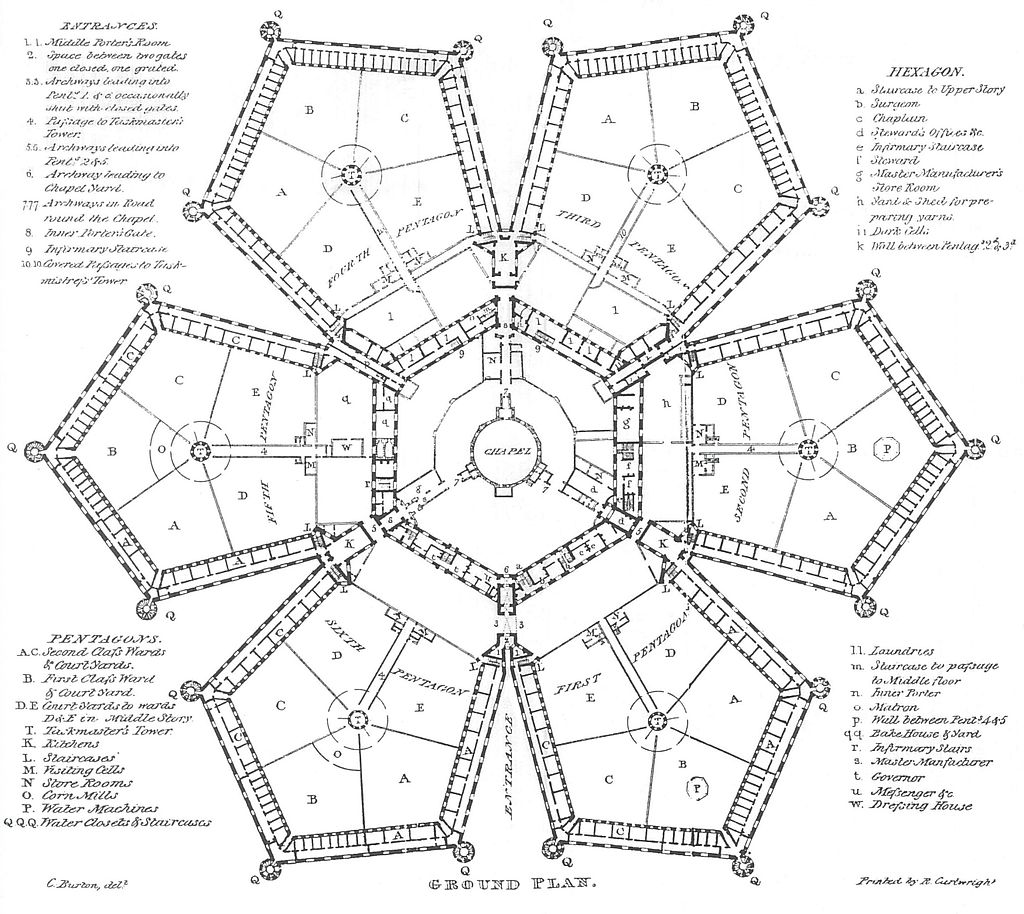 ENTRANCES.
1. 1. Middle Porter's Room
2. Space between two gates
one closed, one grated.
3.3. Archways leading into
Pent.s 1. & 6. occasionally
shut with closed gates.
4. Passage to Taskmaster's
Tower.
5.5. Archways leading into
Pent.s 2 & 5.
6. Archway leading to
Chapel Yard.
777 Archways in Road
round the Chapel.
8. Inner Porter's Gate.
9 Infirmary Staircase
10.10. Covered Passages to Task-
mistress's Tower
HEXAGON.
a Staircase to Upper Story
b. Surgeon
c Chaplain
d Steward's Offices &c.
e Infirmary Staircase
f Steward
g Master Manufacturer's
Store Room
h Yard & Shed for pre-
paring yarns.
i i Dark Cells
k Wall between Pentag.s 2.d & 3.d
FOURTH PENTAGON
THIRD PENTAGON.
FIFTH PENTAGON
CHAPEL
SECOND PENTAGON
SIXTH PENTAGON
FIRST PENTAGON
ENTRANCE
PENTAGONS.
A.C. Second Class Wards
& Court Yards.
B. First Class Ward
& Court Yard.
D.E Court Yards to wards
D & E in Middle Story.
T. Taskmaster's Tower
K Kitchens
L. Staircases
M. Visiting Cells
N Store Rooms
O. Corn Mills
P. Water Machines
Q Q.Q. Water Closets & Staircases
ll. Laundries
m. Staircase to passage
to Middle floor
n. Inner Porter
o. Matron
p. Wall between Pent.s 4 & 5
qq. Bake House & Yard
r. Infirmary Stairs
s. Master Manfacturer
t. Governor
u Messenger &c.
w. Dressing House
C. Burton, del.t
GROUND PLAN.
Printed by R. Cartwright